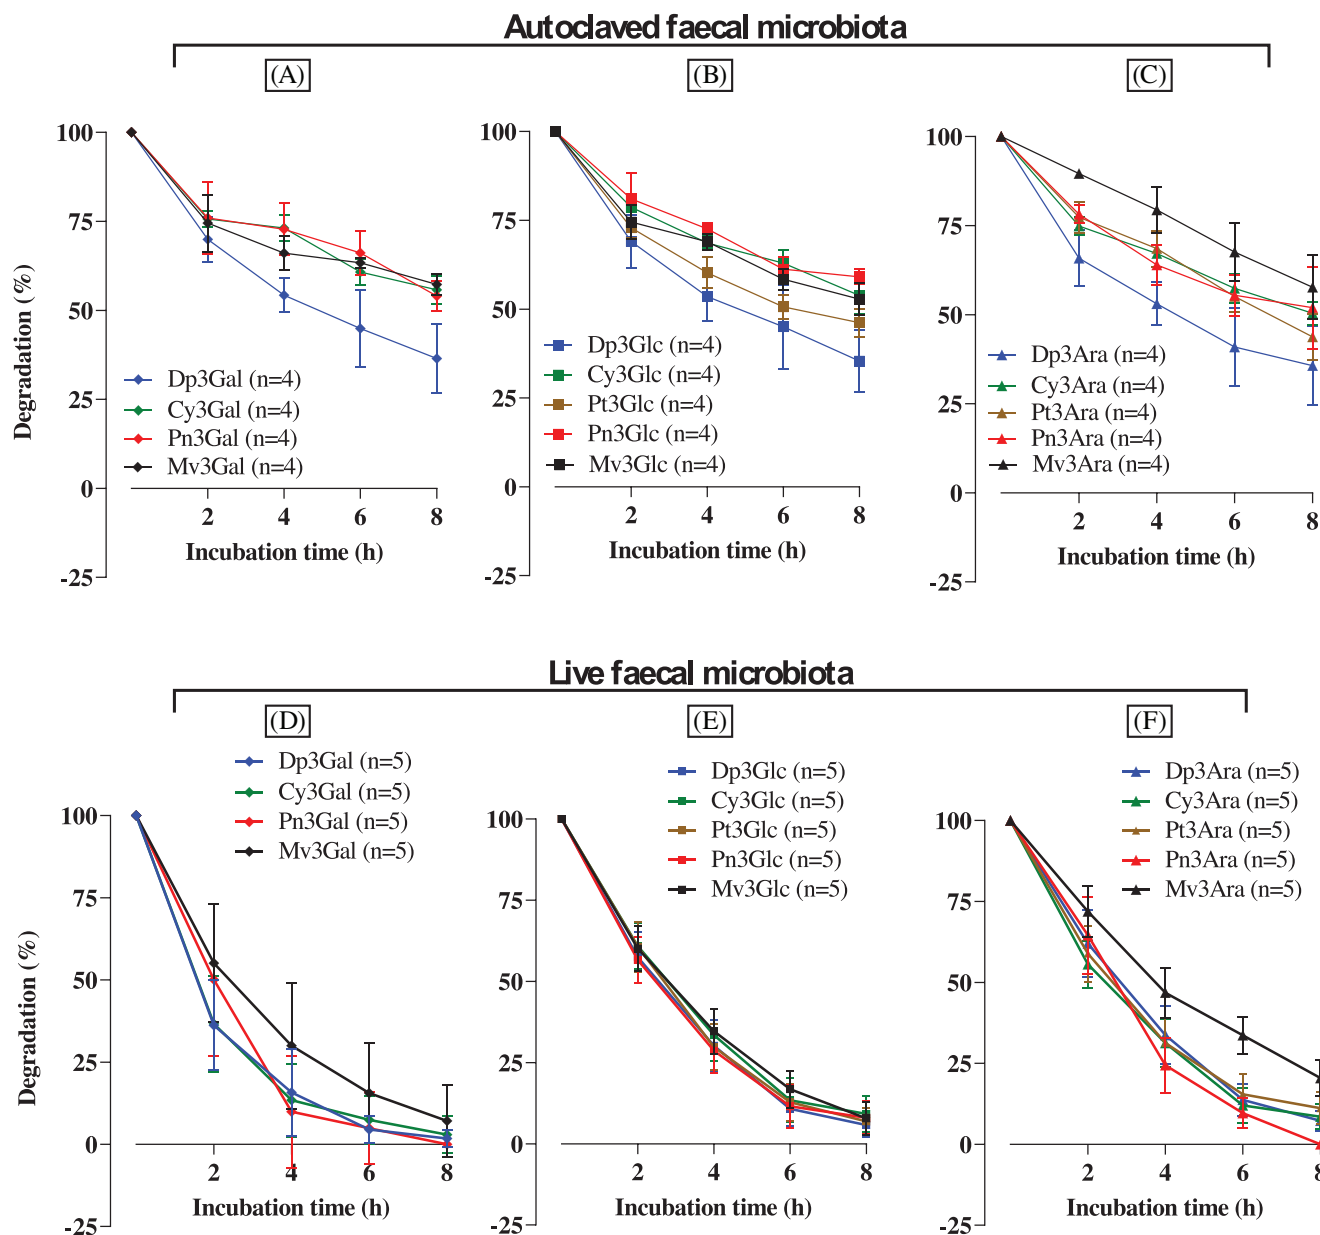 Autoclaved faecal microbiota
(A)
(B)
(C)
Degradation (%)
100
75
50
25
0
-25
2
4
6
8
Incubation time (h)
Dp3Gal (n=4)
Cy3Gal (n=4)
Pn3Gal (n=4)
Mv3Gal (n=4)
100
75
50
25
0
-25
2
4
6
8
Incubation time (h)
Dp3Glc (n=4)
Cy3Glc (n=4)
Pt3Glc (n=4)
Pn3Glc (n=4)
Mv3Glc (n=4)
100
75
50
25
0
-25
2
4
6
8
Incubation time (h)
Dp3Ara (n=4)
Cy3Ara (n=4)
Pt3Ara (n=4)
Pn3Ara (n=4)
Mv3Ara (n=4)
Live faecal microbiota
(D)
(E)
(F)
Degradation (%)
Dp3Gal (n=5)
Cy3Gal (n=5)
Pn3Gal (n=5)
Mv3Gal (n=5)
100
75
50
25
0
-25
2
4
6
8
Incubation time (h)
Dp3Glc (n=5)
Cy3Glc (n=5)
Pt3Glc (n=5)
Pn3Glc (n=5)
Mv3Glc (n=5)
100
75
50
25
0
-25
2
4
6
8
Incubation time (h)
Dp3Ara (n=5)
Cy3Ara (n=5)
Pt3Ara (n=5)
Pn3Ara (n=5)
Mv3Ara (n=5)
100
75
50
25
0
-25
2
4
6
8
Incubation time (h)